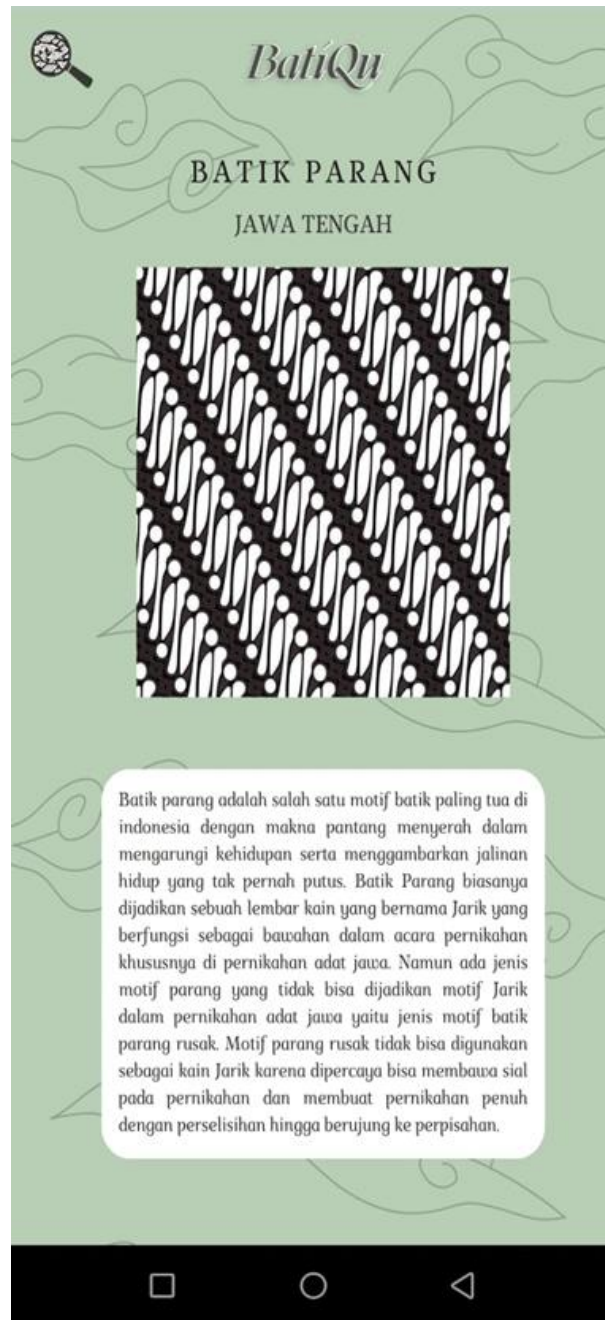 BatiQu
BATIK PARANG
JAWA TENGAH
Batik parang adalah salah satu motif batik paling tua di
indonesia dengan makna pantang menyerah dalam
mengarungi kehidupan serta menggambarkan jalinan
hidup yang tak pernah putus. Batik Parang biasanya
dijadikan sebuah lembar kain yang bernama Jarik yang
berfungsi sebagai bawahan dalam acara pernikahan
khususnya di pernikahan adat jawa. Namun ada jenis
motif parang yang tidak bisa dijadikan motif Jarik
dalam pernikahan adat jawa yaitu jenis motif batik
parang rusak. Motif parang rusak tidak bisa digunakan
sebagai kain Jarik karena dipercaya bisa membawa sial
pada pernikahan dan membuat pernikahan penuh
dengan perselisihan hingga berujung ke perpisahan.